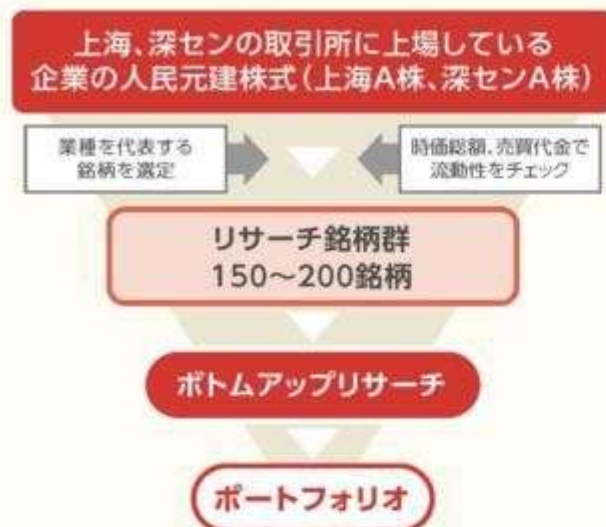 上海、深センの取引所に上場している
企業の人民元建株式(上海A株、深センA株)
業種を代表する
銘柄を選定
時価総額、売買代金で
流動性をチェック
リサーチ銘柄群
150～200銘柄
ボトムアップリサーチ
ポートフォリオ